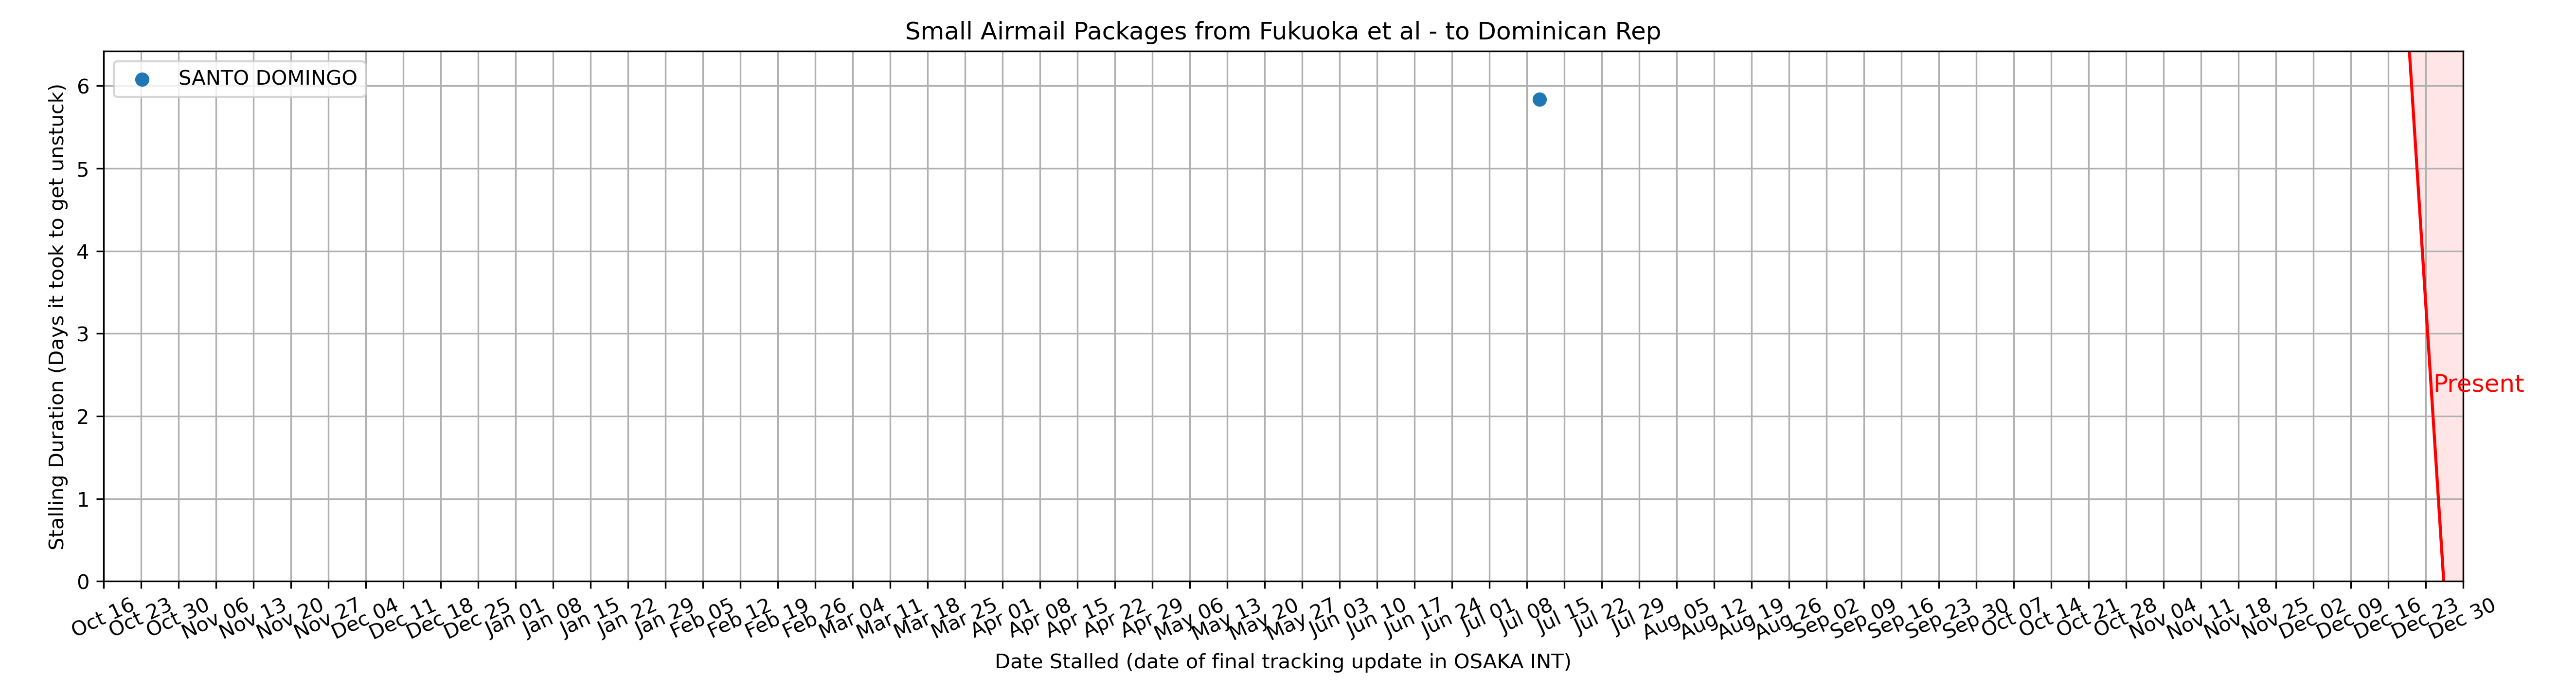 Small Airmail Packages from Fukuoka et al - to Dominican Rep
SANTO DOMINGO
Stalling Duration (Days it took to get unstuck)
6
5
4
3
2
1
0
Present
Oct 16 Oct 23 Oct 30 Nov 06 Nov 13 Nov 20 Nov 27 Dec 04 Dec 11 Dec 18 Dec 25 Jan 01 Jan 08 Jan 15 Jan 22 Jan 29 Feb 05 Feb 12 Feb 19 Feb 26 Mar 04 Mar 11 Mar 18 Mar 25 Apr 01 Apr 08 Apr 15 Apr 22 Apr 29 May 06 May 13 May 20 May 27 Jun 03 Jun 10 Jun 17 Jun 24 Jul 01 Jul 08 Jul 15 Jul 22 Jul 29 Aug 05 Aug 12 Aug 19 Aug 26 Sep 02 Sep 09 Sep 16 Sep 23 Sep 30 Oct 07 Oct 14 Oct 21 Oct 28 Nov 04 Nov 11 Nov 18 Nov 25 Dec 02 Dec 09 Dec 16 Dec 23 Dec 30
Date Stalled (date of final tracking update in OSAKA INT)